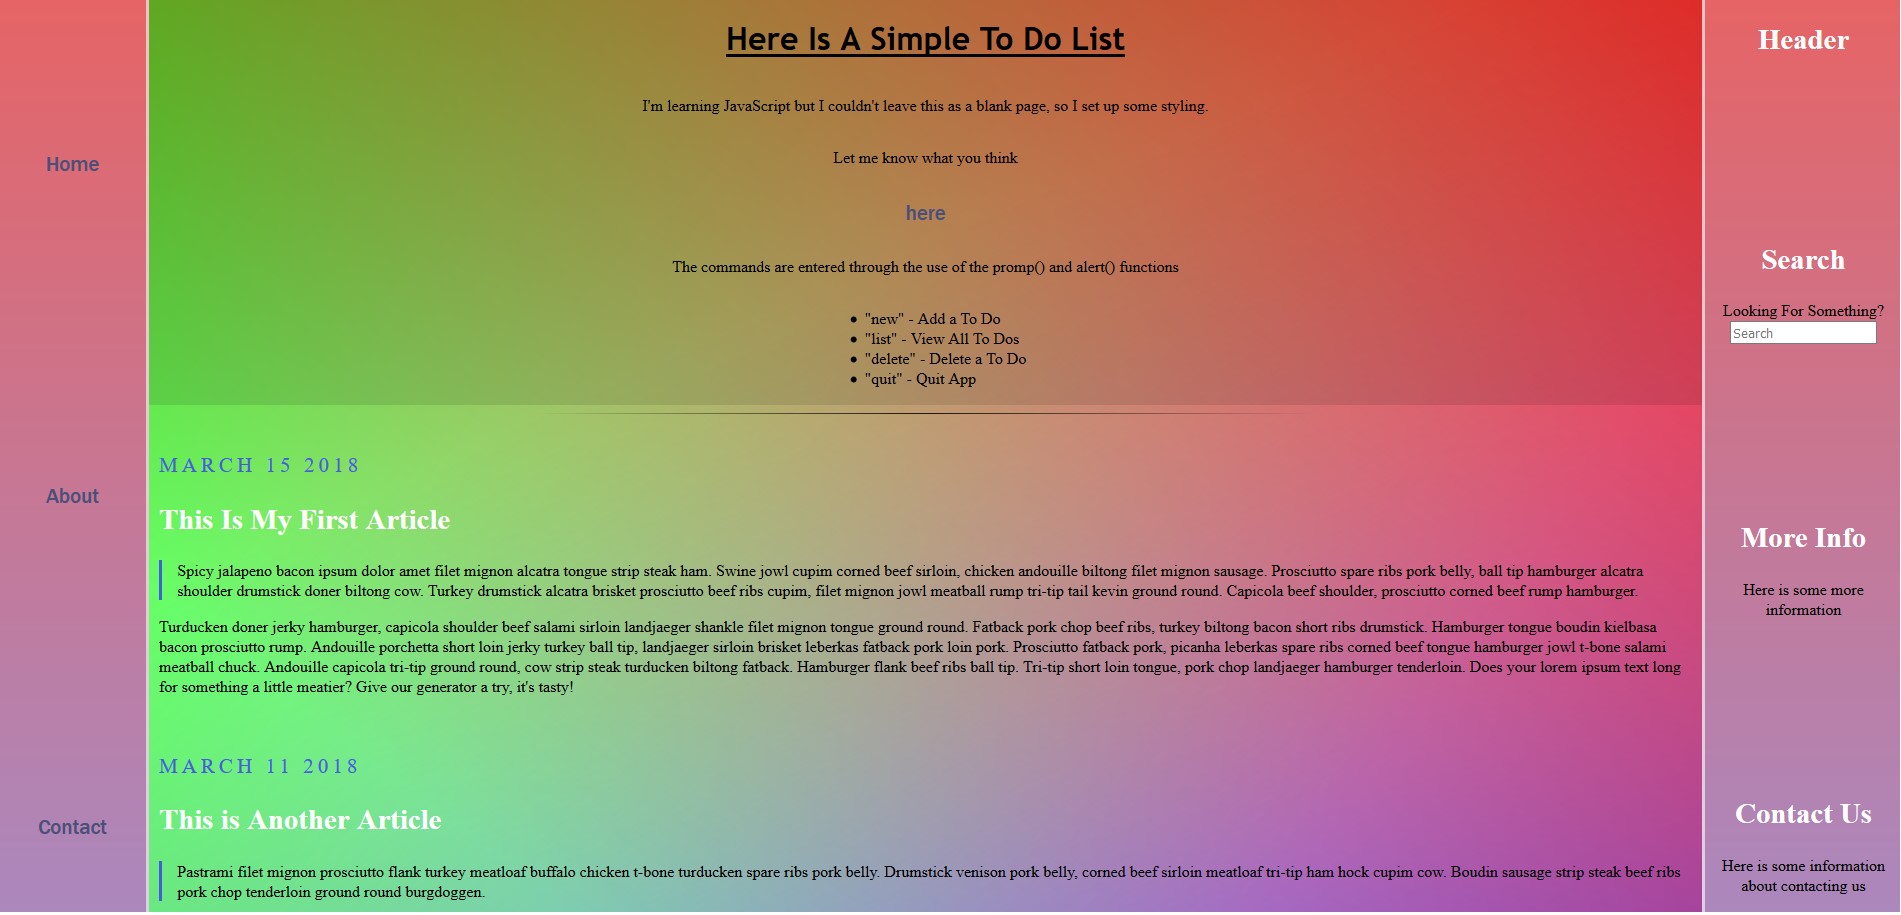 Home
About
Contact
Here Is A Simple To Do List
I'm learning JavaScript but I couldn't leave this as a blank page, so I set up some styling.
Let me know what you think
here
The commands are entered through the use of the promp() and alert() functions
• "new" - Add a To Do
• "list" - View All To Dos
• "delete" - Delete a To Do
• "quit" - Quit App
MARCH 15 2018
This Is My First Article
Spicy jalapeno bacon ipsum dolor amet filet mignon alcatra tongue strip steak ham. Swine jowl cupim corned beef sirloin, chicken andouille biltong filet mignon sausage. Prosciutto spare ribs pork belly, ball tip hamburger alcatra
shoulder drumstick doner biltong cow. Turkey drumstick alcatra brisket prosciutto beef ribs cupim, filet mignon jowl meatball rump tri-tip tail kevin ground round. Capicola beef shoulder, prosciutto corned beef rump hamburger.
Turducken doner jerky hamburger, capicola shoulder beef salami sirloin landjaeger shankle filet mignon tongue ground round. Fatback pork chop beef ribs, turkey biltong bacon short ribs drumstick. Hamburger tongue boudin kielbasa
bacon prosciutto rump. Andouille porchetta short loin jerky turkey ball tip, landjaeger sirloin brisket leberkas fatback pork loin pork. Prosciutto fatback pork, picanha leberkas spare ribs corned beef tongue hamburger jowl t-bone salami
meatball chuck. Andouille capicola tri-tip ground round, cow strip steak turducken biltong fatback. Hamburger flank beef ribs ball tip. Tri-tip short loin tongue, pork chop landjaeger hamburger tenderloin. Does your lorem ipsum text long
for something a little meatier? Give our generator a try, it's tasty!
MARCH 11 2018
This is Another Article
Pastrami filet mignon prosciutto flank turkey meatloaf buffalo chicken t-bone turducken spare ribs pork belly. Drumstick venison pork belly, corned beef sirloin meatloaf tri-tip ham hock cupim cow. Boudin sausage strip steak beef ribs
pork chop tenderloin ground round burgdoggen.
Header
Search
Looking For Something?
Search
More Info
Here is some more
information
Contact Us
Here is some information
about contacting us